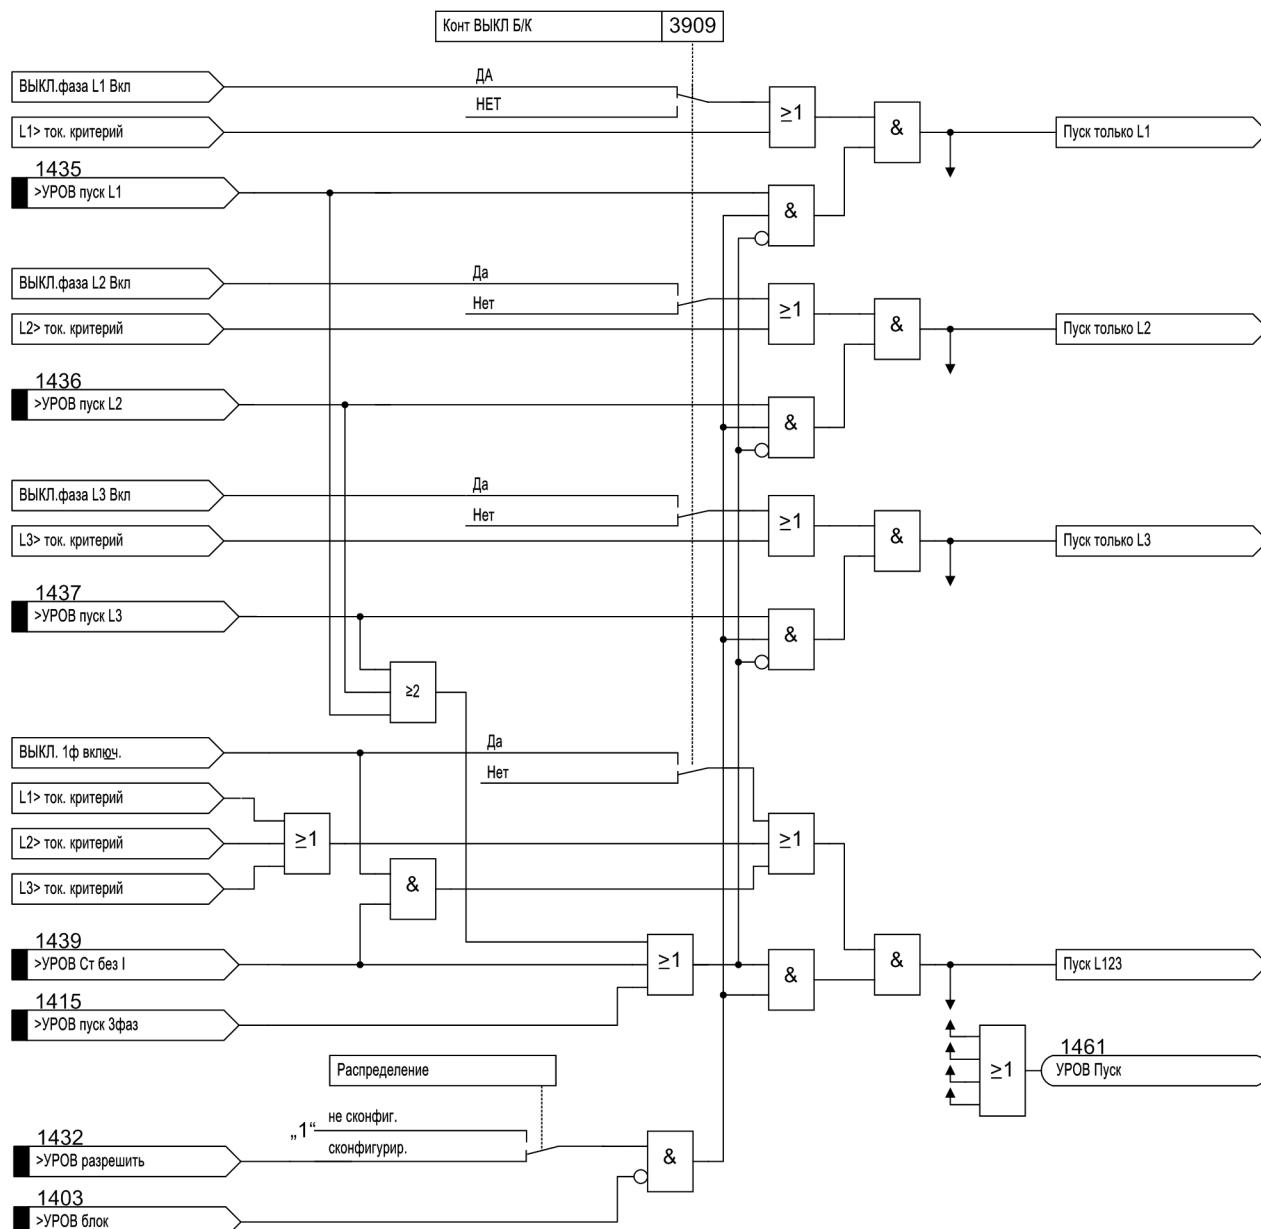 Конт ВЫКЛ Б/К 3909
ВЫКЛ.фаза L1 Вкл
ДА
НЕТ
L1> ток. критерий
≥1
&
Пуск только L1
1435
>УРОВ пуск L1
&
ВЫКЛ.фаза L2 Вкл
Да
Нет
L2> ток. критерий
≥1
&
Пуск только L2
1436
>УРОВ пуск L2
&
ВЫКЛ.фаза L3 Вкл
Да
Нет
L3> ток. критерий
≥1
&
Пуск только L3
1437
>УРОВ пуск L3
&
≥2
ВЫКЛ. 1ф включ.
Да
Нет
L1> ток. критерий
L2> ток. критерий
≥1
≥1
L3> ток. критерий
&
1439
>УРОВ Ст без I
≥1
&
&
Пуск L123
1415
>УРОВ пуск 3фаз
Распределение
≥1
1461
УРОВ Пуск
„1“
не сконфиг.
сконфигурир.
1432
>УРОВ разрешить
&
1403
>УРОВ блок